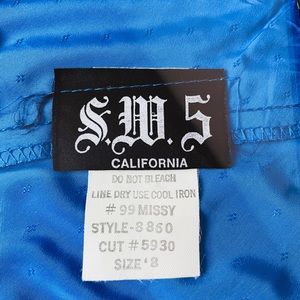 S.W. 5
CALIFORNIA
DO NOT BLEACH
LINE DRY USE COOL IRON
# 99 MISSY
STYLE-8860
CUT #5930
SIZE '8